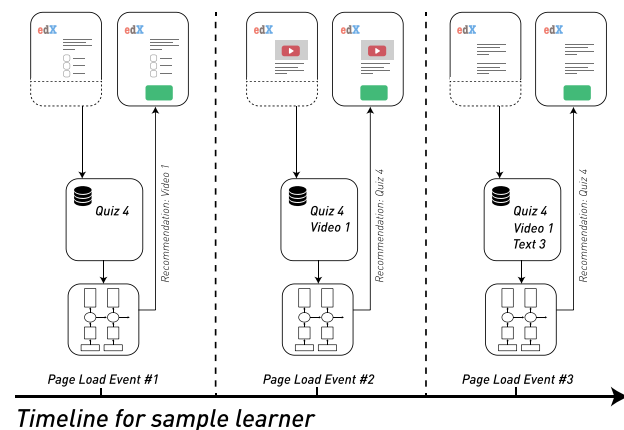 edX
edX
edX
edX
edX
edX
Quiz 4
Recommendation: Video 1
Quiz 4
Video 1
Recommendation: Quiz 4
Quiz 4
Video 1
Text 3
Recommendation: Quiz 4
Page Load Event #1
Page Load Event #2
Page Load Event #3
Timeline for sample learner